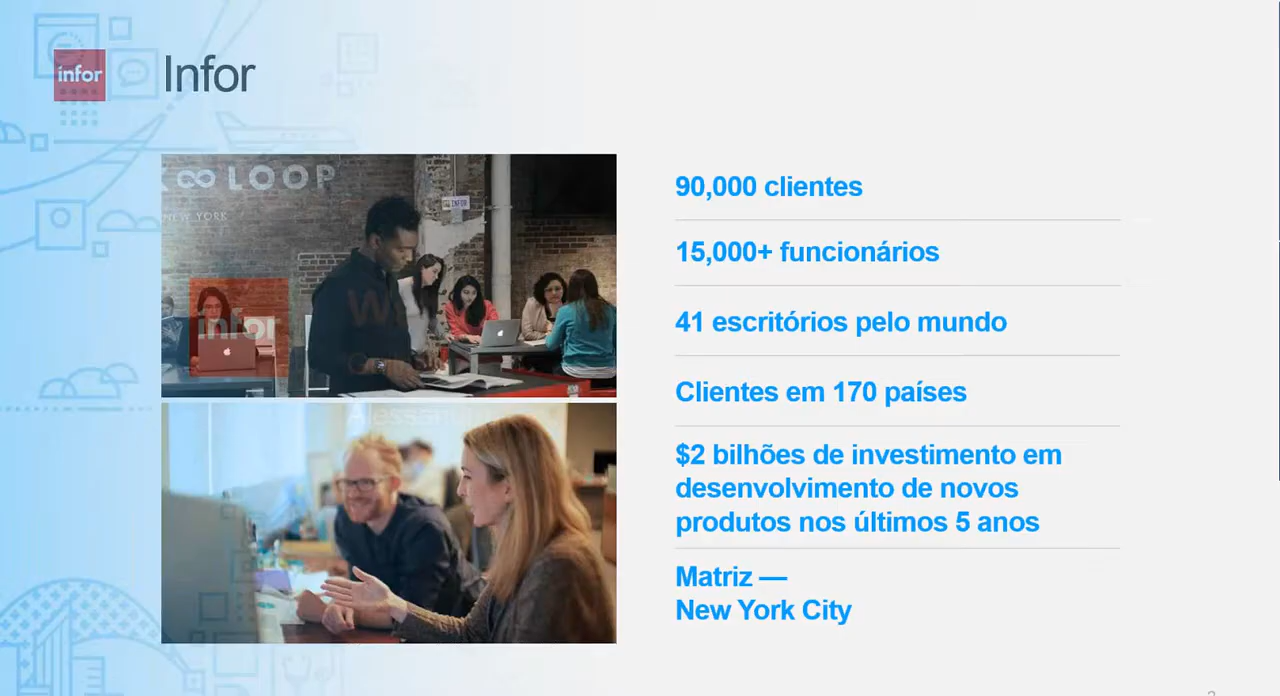 infor
Infor
∞ LOOP
NEW YORK
INFOR
infor
90,000 clientes
15,000+ funcionários
41 escritórios pelo mundo
Clientes em 170 países
$2 bilhões de investimento em
desenvolvimento de novos
produtos nos últimos 5 anos
Matriz —
New York City